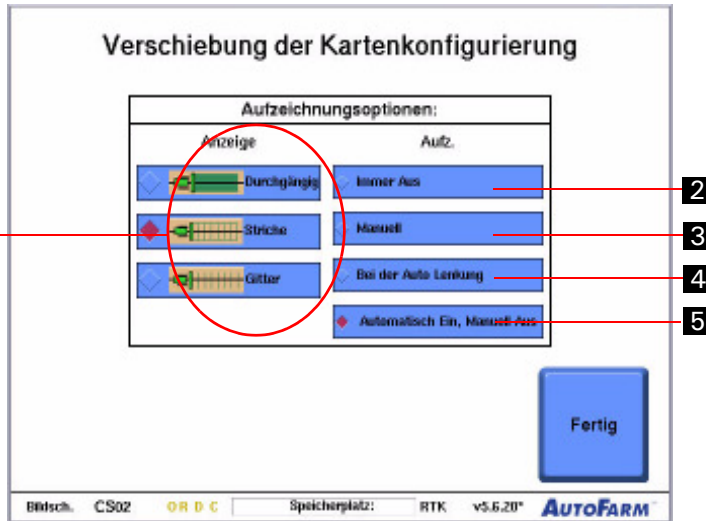 Verschiebung der Kartenkonfigurierung
Aufzeichnungsoptionen:
Anzeige Aufz.
Durchgängig Immer Aus 2
Striche Manuell 3
Gitter Bei der Auto Lenkung 4
Automatisch Ein, Manuell Aus 5
Fertig
Bildsch. CS02 O R D C Speicherplatz: RTK v5.6.20* AUTOFARM